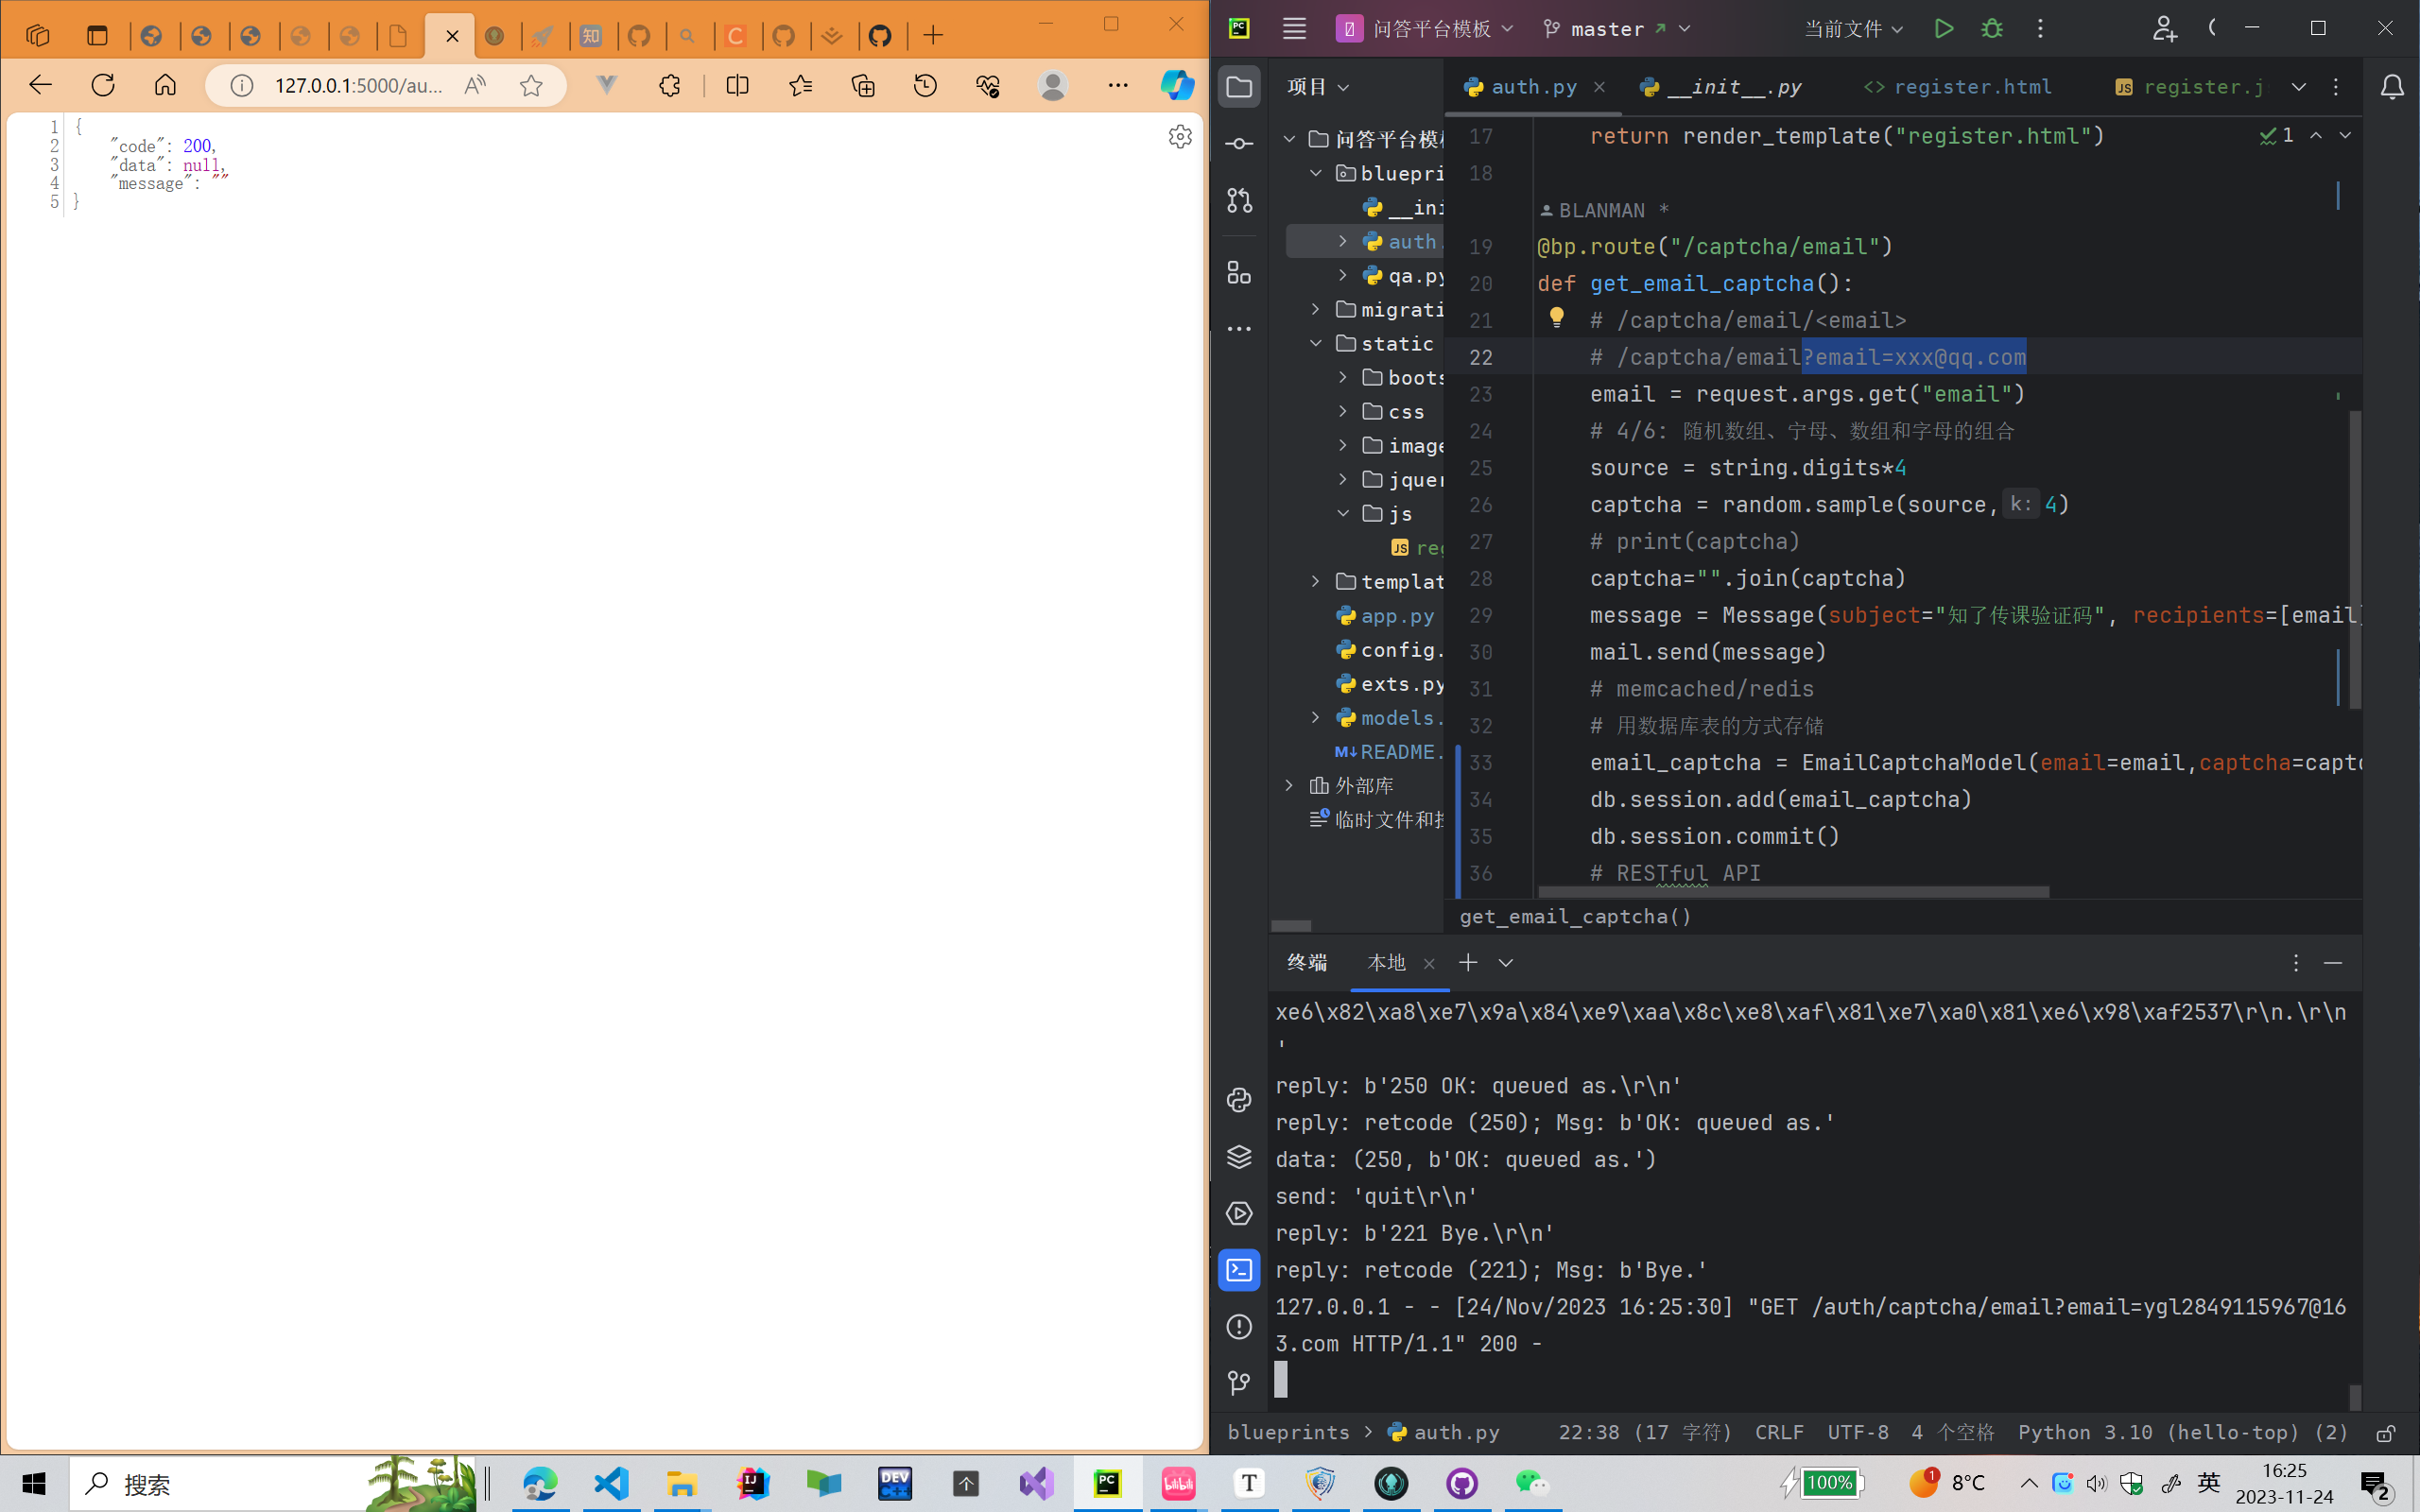 127.0.0.1:5000/au...
1 {
2 "code": 200,
3 "data": null,
4 "message": ""
5 }
问答平台模板
master
当前文件
项目
auth.py
__init__.py
register.html
register.j
问答平台模
bluepri
__ini
auth.
qa.py
migrati
static
boots
css
image
jquer
js
reg
templat
app.py
config.
exts.py
models.
README.
外部库
临时文件和
17 return render_template("register.html")
1
18
BLANMAN *
19 @bp.route("/captcha/email")
20 def get_email_captcha():
21 # /captcha/email/<email>
22 # /captcha/email?email=xxx@qq.com
23 email = request.args.get("email")
24 # 4/6: 随机数组、字母、数组和字母的组合
25 source = string.digits*4
26 captcha = random.sample(source, k: 4)
27 # print(captcha)
28 captcha="".join(captcha)
29 message = Message(subject="知了传课验证码", recipients=[email]
30 mail.send(message)
31 # memcached/redis
32 # 用数据库表的方式存储
33 email_captcha = EmailCaptchaModel(email=email,captcha=captc
34 db.session.add(email_captcha)
35 db.session.commit()
36 # RESTful API
get_email_captcha()
终端
本地
xe6\x82\xa8\xe7\x9a\x84\xe9\xaa\x8c\xe8\xaf\x81\xe7\xa0\x81\xe6\x98\xaf2537\r\n.\r\n
'
reply: b'250 OK: queued as.\r\n'
reply: retcode (250); Msg: b'OK: queued as.'
data: (250, b'OK: queued as.')
send: 'quit\r\n'
reply: b'221 Bye.\r\n'
reply: retcode (221); Msg: b'Bye.'
127.0.0.1 - - [24/Nov/2023 16:25:30] "GET /auth/captcha/email?email=ygl2849115967@16
3.com HTTP/1.1" 200 -
blueprints > auth.py
22:38 (17 字符)
CRLF
UTF-8
4 个空格
Python 3.10 (hello-top) (2)
搜索
100%
8°C
英
16:25
2023-11-24
2